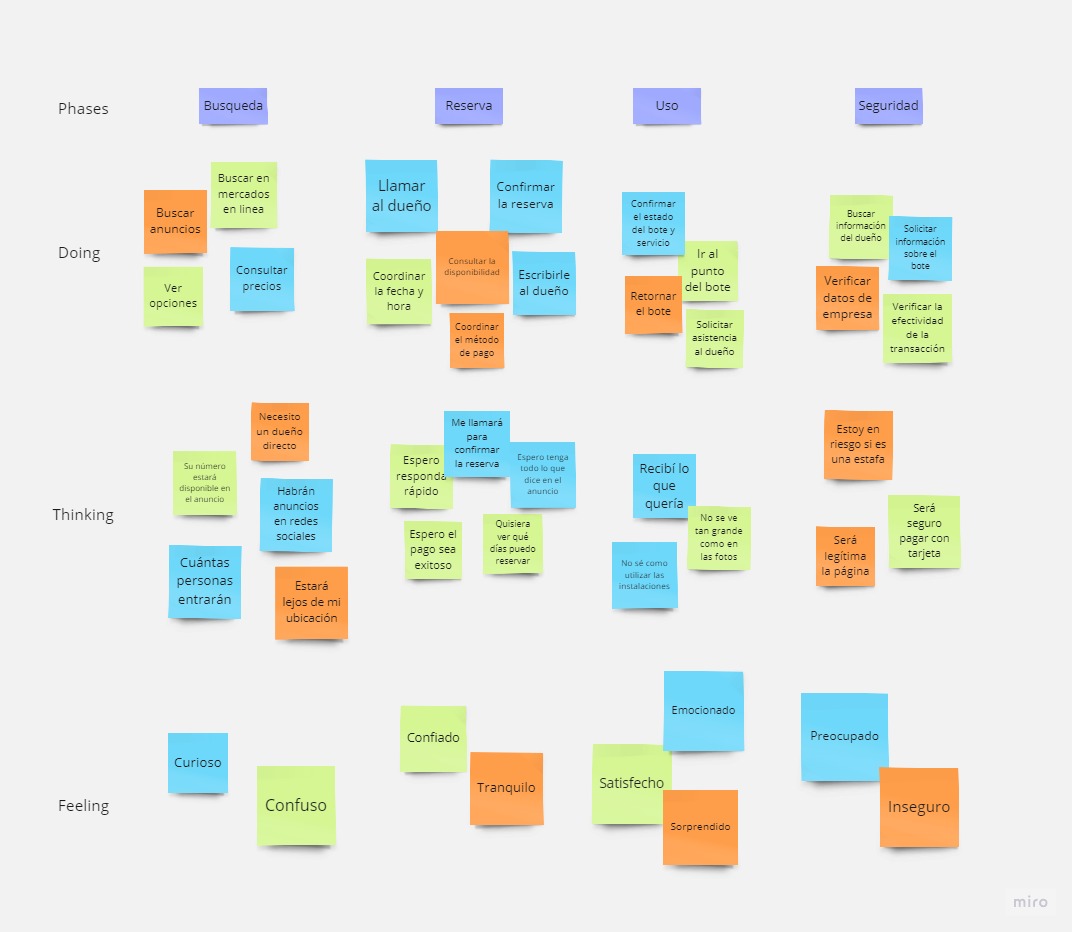 Phases
Busqueda
Reserva
Uso
Seguridad
Doing
Buscar
anuncios
Buscar en
mercados
en linea
Ver
opciones
Consultar
precios
Llamar
al dueño
Confirmar
la reserva
Consultar la
disponibilidad
Coordinar
la fecha y
hora
Escribirle
al dueño
Coordinar
el método
de pago
Confirmar
el estado
del bote y
servicio
Ir al
punto
del bote
Retornar
el bote
Solicitar
asistencia
al dueño
Buscar
información
del dueño
Solicitar
información
sobre el
bote
Verificar
datos de
empresa
Verificar la
efectividad
de la
transacción
Thinking
Necesito
un dueño
directo
Su número
estará
disponible en
el anuncio
Habrán
anuncios
en redes
sociales
Cuántas
personas
entrarán
Estará
lejos de mi
ubicación
Me llamará
para
confirmar
la reserva
Espero
responda
rápido
Espero tenga
todo lo que
dice en el
anuncio
Espero el
pago sea
exitoso
Quisiera
ver qué
días puedo
reservar
Recibí lo
que
quería
No se ve
tan grande
como en
las fotos
No sé como
utilizar las
instalaciones
Estoy en
riesgo si es
una estafa
Será
seguro
pagar con
tarjeta
Será
legítima
la página
Feeling
Curioso
Confuso
Confiado
Tranquilo
Emocionado
Satisfecho
Sorprendido
Preocupado
Inseguro
miro